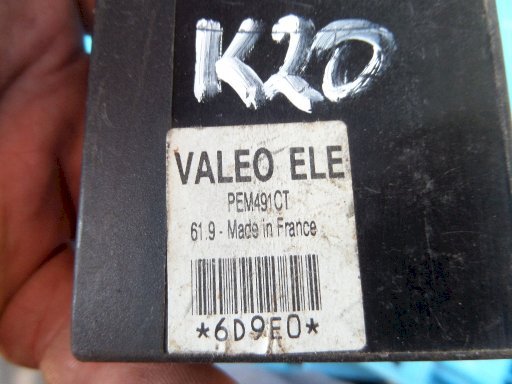 K20
VALEO ELE
PEM491CT
61.9 - Made in France
*6D9E0*